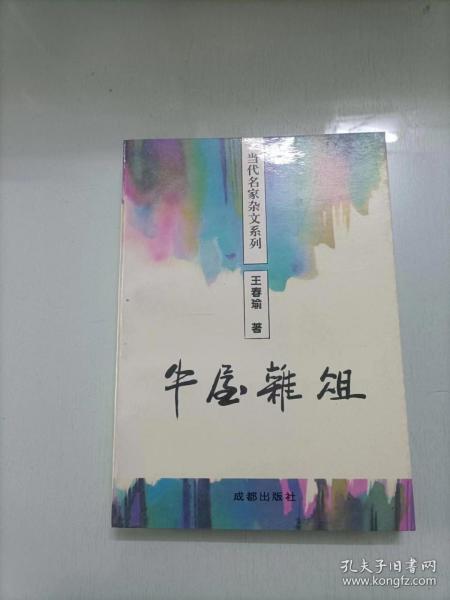 当代名家杂文系列
王春瑜 著
牛屋雜俎
成都出版社
孔夫子旧书网
www.kongfz.com